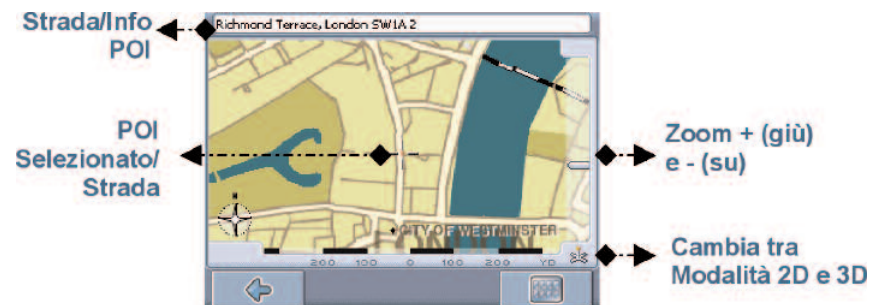 Strada/Info
POI
Richmond Terrace, London SW1A 2
POI
Selezionato/
Strada
Zoom + (giù)
e - (su)
N
CITY OF WESTMINSTER
LONDON
200 100 0 100 200 YD
Cambia tra
Modalità 2D e 3D